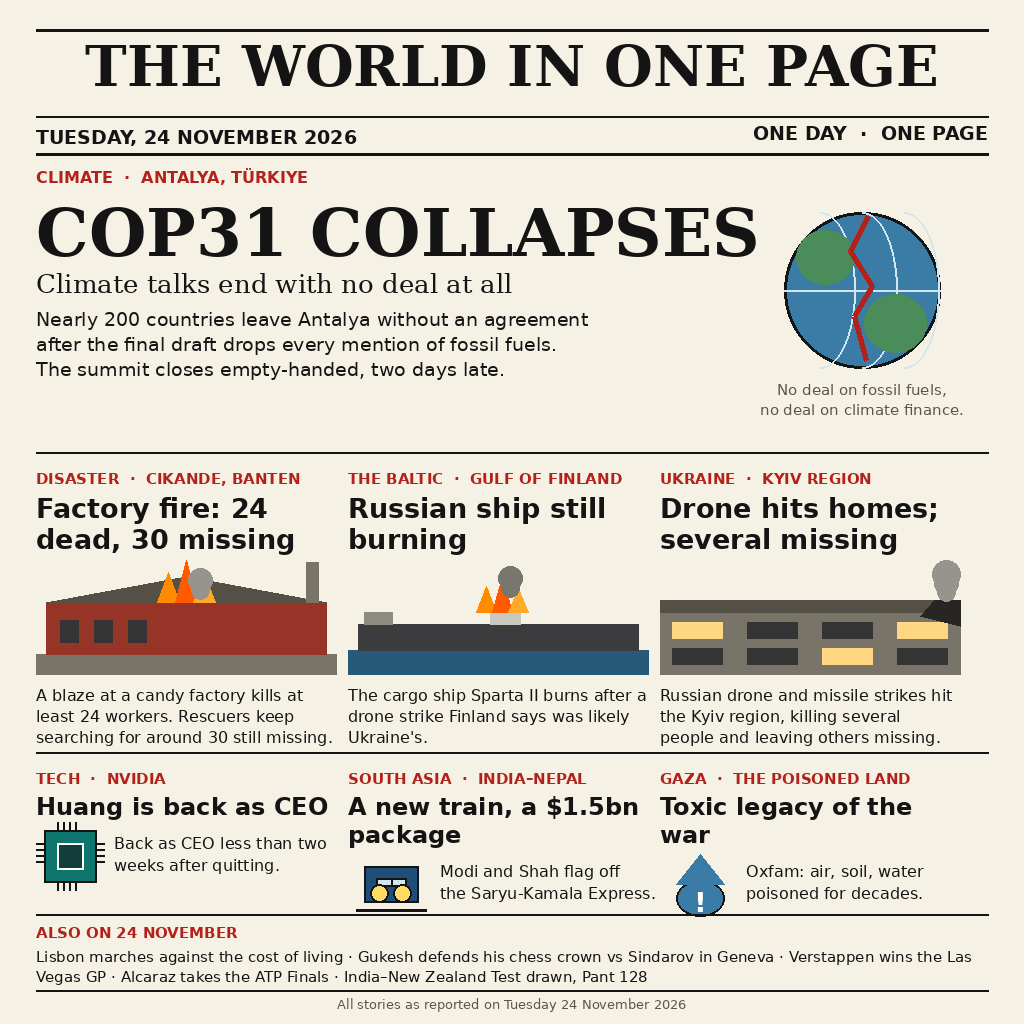 THE WORLD IN ONE PAGE
TUESDAY, 24 NOVEMBER 2026
ONE DAY · ONE PAGE
CLIMATE · ANTALYA, TÜRKIYE
COP31 COLLAPSES
Climate talks end with no deal at all
Nearly 200 countries leave Antalya without an agreement
after the final draft drops every mention of fossil fuels.
The summit closes empty-handed, two days late.
No deal on fossil fuels,
no deal on climate finance.
DISASTER · CIKANDE, BANTEN
Factory fire: 24
dead, 30 missing
A blaze at a candy factory kills at
least 24 workers. Rescuers keep
searching for around 30 still missing.
THE BALTIC · GULF OF FINLAND
Russian ship still
burning
The cargo ship Sparta II burns after a
drone strike Finland says was likely
Ukraine's.
UKRAINE · KYIV REGION
Drone hits homes;
several missing
Russian drone and missile strikes hit
the Kyiv region, killing several
people and leaving others missing.
TECH · NVIDIA
Huang is back as CEO
Back as CEO less than two
weeks after quitting.
SOUTH ASIA · INDIA–NEPAL
A new train, a $1.5bn
package
Modi and Shah flag off
the Saryu-Kamala Express.
GAZA · THE POISONED LAND
Toxic legacy of the
war
!
Oxfam: air, soil, water
poisoned for decades.
ALSO ON 24 NOVEMBER
Lisbon marches against the cost of living · Gukesh defends his chess crown vs Sindarov in Geneva · Verstappen wins the Las
Vegas GP · Alcaraz takes the ATP Finals · India–New Zealand Test drawn, Pant 128
All stories as reported on Tuesday 24 November 2026